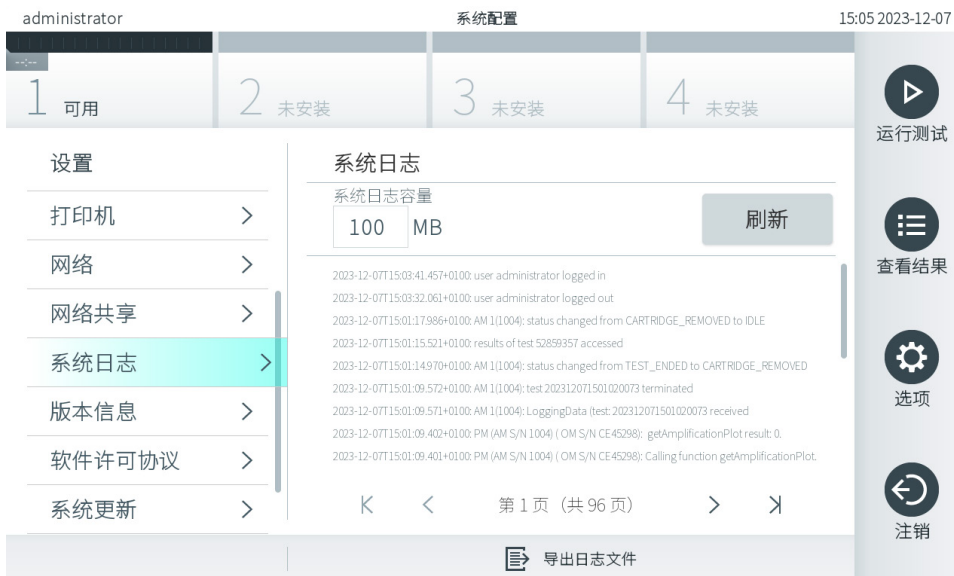 administrator
系统配置
15:05 2023-12-07
--:--
1 可用
2 未安装
3 未安装
4 未安装
运行测试
设置
系统日志
系统日志容量
100 MB
刷新
打印机
网络
查看结果
网络共享
系统日志
版本信息
软件许可协议
系统更新
2023-12-07T15:03:41.457+0100: user administrator logged in
2023-12-07T15:03:32.061+0100: user administrator logged out
2023-12-07T15:01:17.986+0100: AM 1(1004): status changed from CARTRIDGE_REMOVED to IDLE
2023-12-07T15:01:15.521+0100: results of test 52859357 accessed
2023-12-07T15:01:14.970+0100: AM 1(1004): status changed from TEST_ENDED to CARTRIDGE_REMOVED
2023-12-07T15:01:09.572+0100: AM 1(1004): test 202312071501020073 terminated
2023-12-07T15:01:09.571+0100: AM 1(1004): LoggingData (test: 202312071501020073 received
2023-12-07T15:01:09.402+0100: PM (AM S/N 1004) ( OM S/N CE45298): getAmplificationPlot result: 0.
2023-12-07T15:01:09.401+0100: PM (AM S/N 1004) ( OM S/N CE45298): Calling function getAmplificationPlot.
选项
第 1 页（共 96 页）
注销
导出日志文件